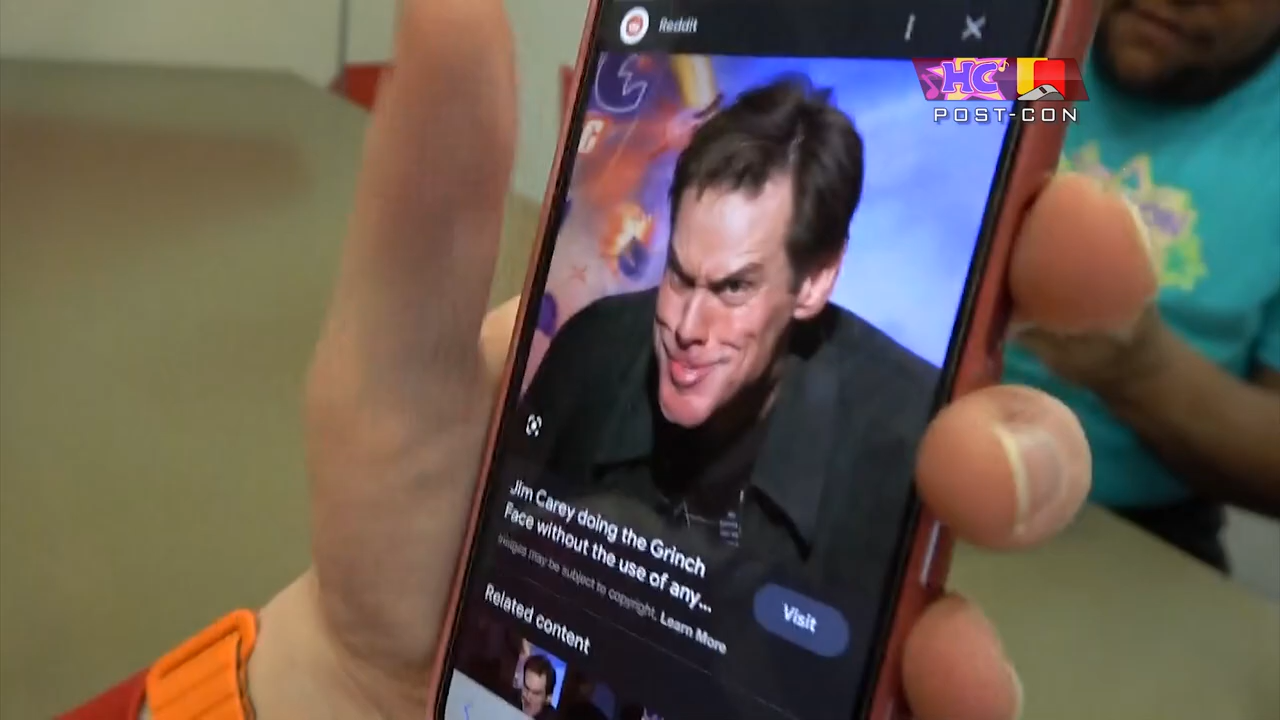 Reddit
HC
POST-CON
Jim Carey doing the Grinch
Face without the use of any...
Images may be subject to copyright. Learn More
Visit
Related content